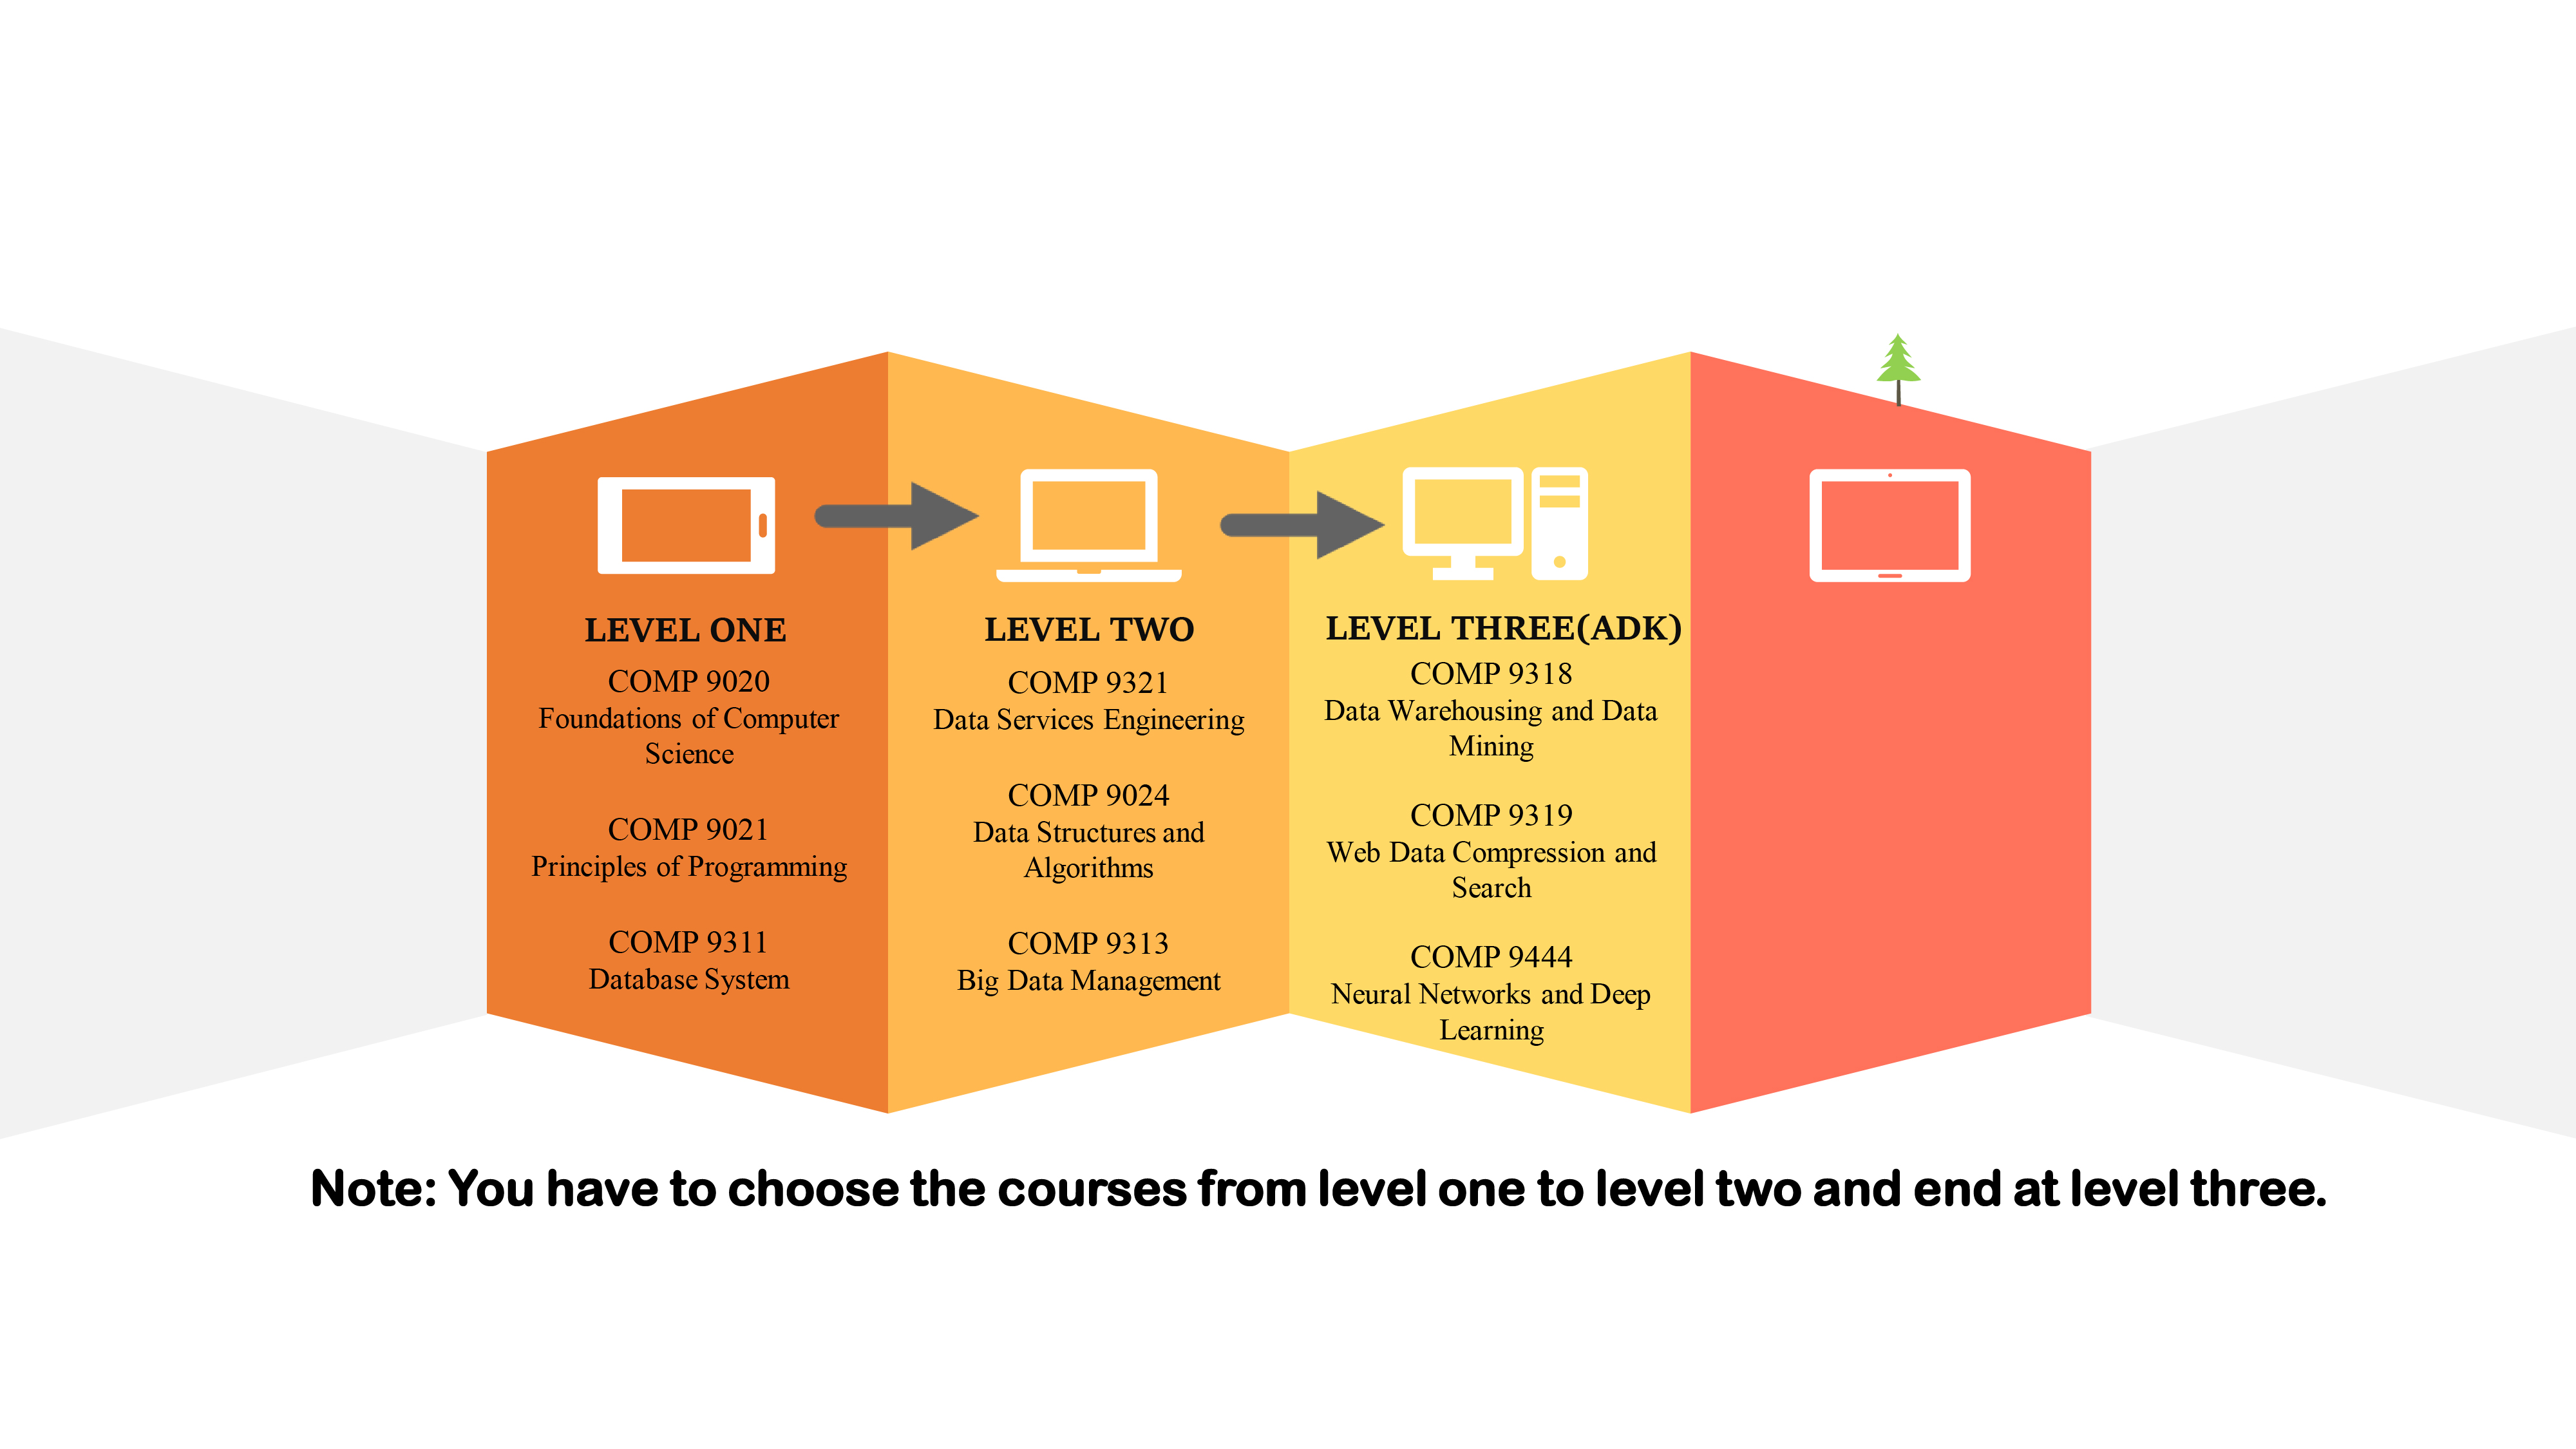 LEVEL ONE
COMP 9020
Foundations of Computer
Science
COMP 9021
Principles of Programming
COMP 9311
Database System
LEVEL TWO
COMP 9321
Data Services Engineering
COMP 9024
Data Structures and
Algorithms
COMP 9313
Big Data Management
LEVEL THREE(ADK)
COMP 9318
Data Warehousing and Data
Mining
COMP 9319
Web Data Compression and
Search
COMP 9444
Neural Networks and Deep
Learning
Note: You have to choose the courses from level one to level two and end at level three.